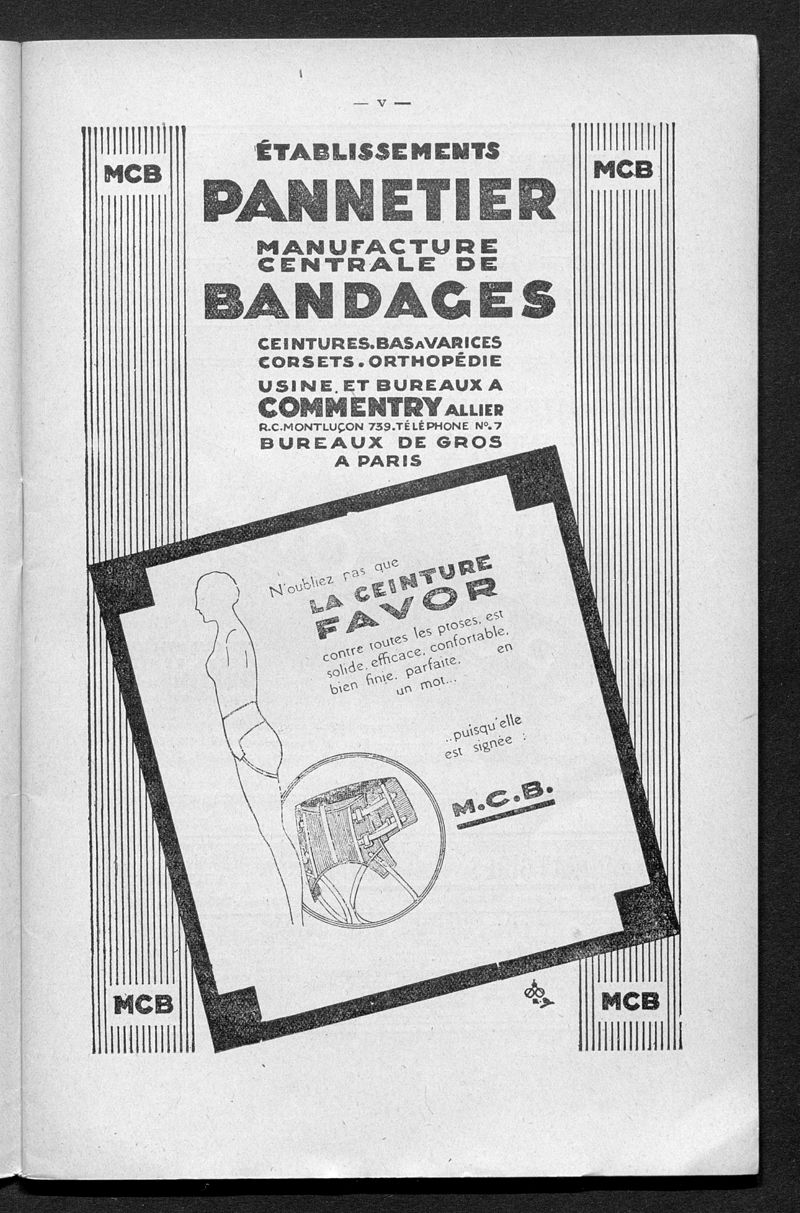 — V —
MCB
MCB
ÉTABLISSEMENTS
PANNETIER
MANUFACTURE
CENTRALE DE
BANDAGES
CEINTURES.BAS A VARICES
CORSETS.ORTHOPÉDIE
USINE.ET BUREAUX A
COMMENTRY ALLIER
R.C.MONTLUÇON 739.TÉLÉPHONE Nº.7
BUREAUX DE GROS
A PARIS
N'oubliez pas que
LA CEINTURE
FAVOR
contre toutes les ptoses, est
solide, efficace, confortable,
bien finie, parfaite, en
un mot...
...puisqu'elle
est signée :
M.C.B.
MCB
MCB